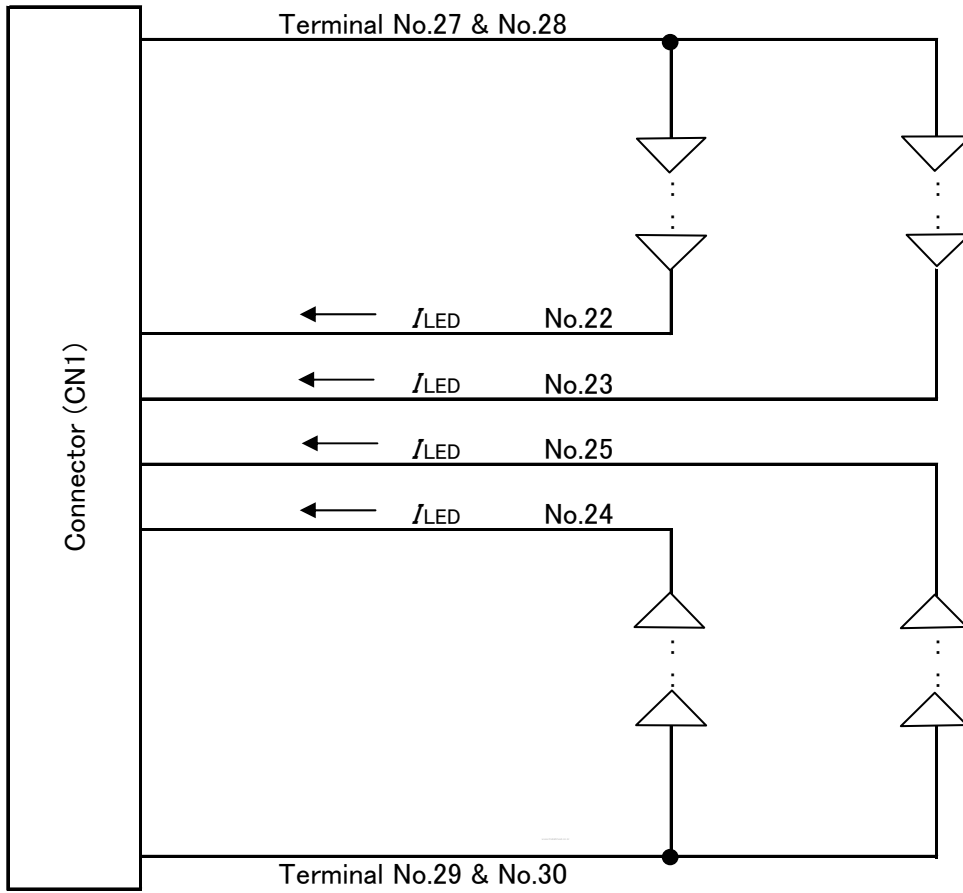 Terminal No.27 & No.28
ILED No.22
ILED No.23
Connector (CN1)
ILED No.25
ILED No.24
Terminal No.29 & No.30